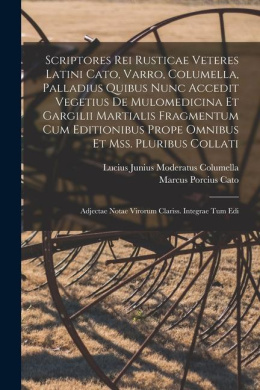 Scriptores Rei Rusticae Veteres
Latini Cato, Varro, Columella,
Palladius Quibus Nunc Accedit
Vegetius De Mulomedicina Et
Gargilii Martialis Fragmentum
Cum Editionibus Prope Omnibus
Et Mss. Pluribus Collati
Lucius Junius Moderatus Columella
Marcus Porcius Cato
Adjectae Notae Virorum Clariss. Integrae Tum Edi